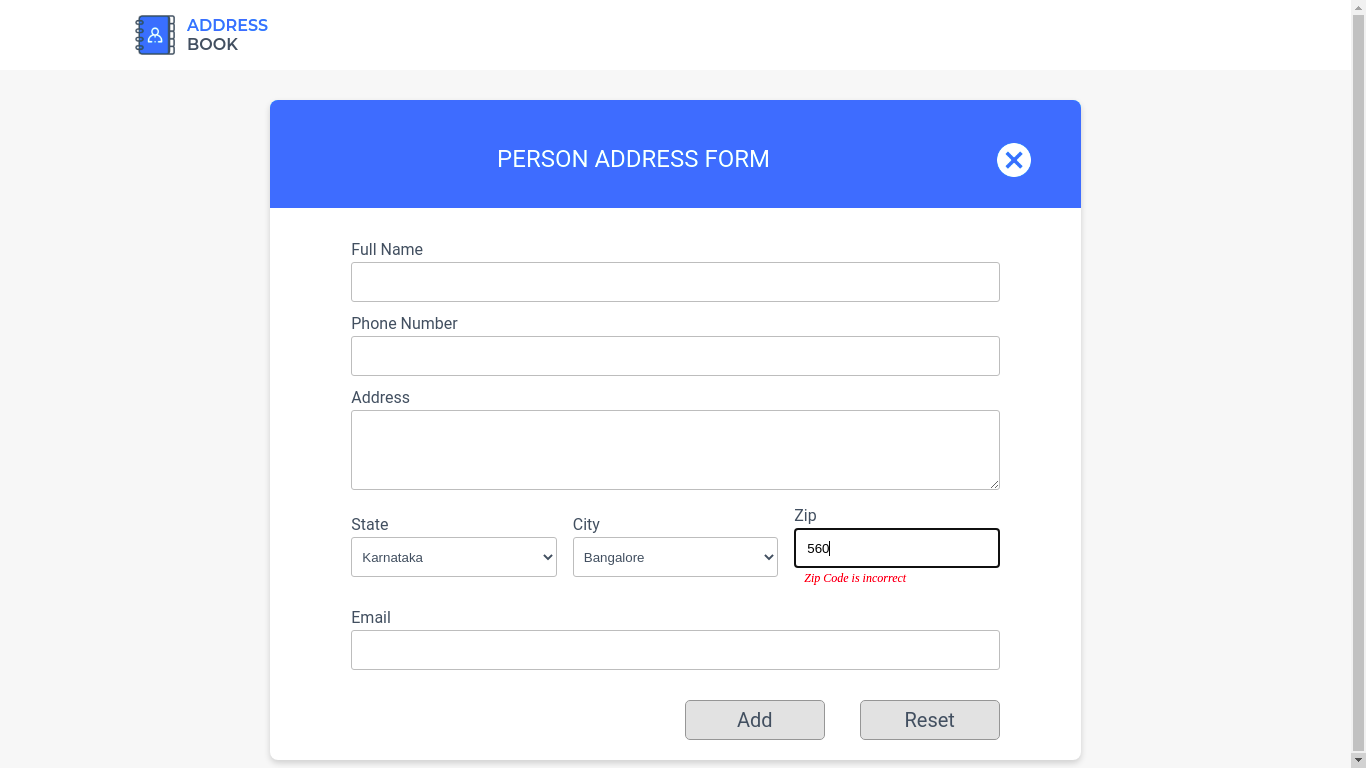 ADDRESS
BOOK
PERSON ADDRESS FORM
Full Name
Phone Number
Address
State
City
Zip
Karnataka
Bangalore
560
Zip Code is incorrect
Email
Add
Reset